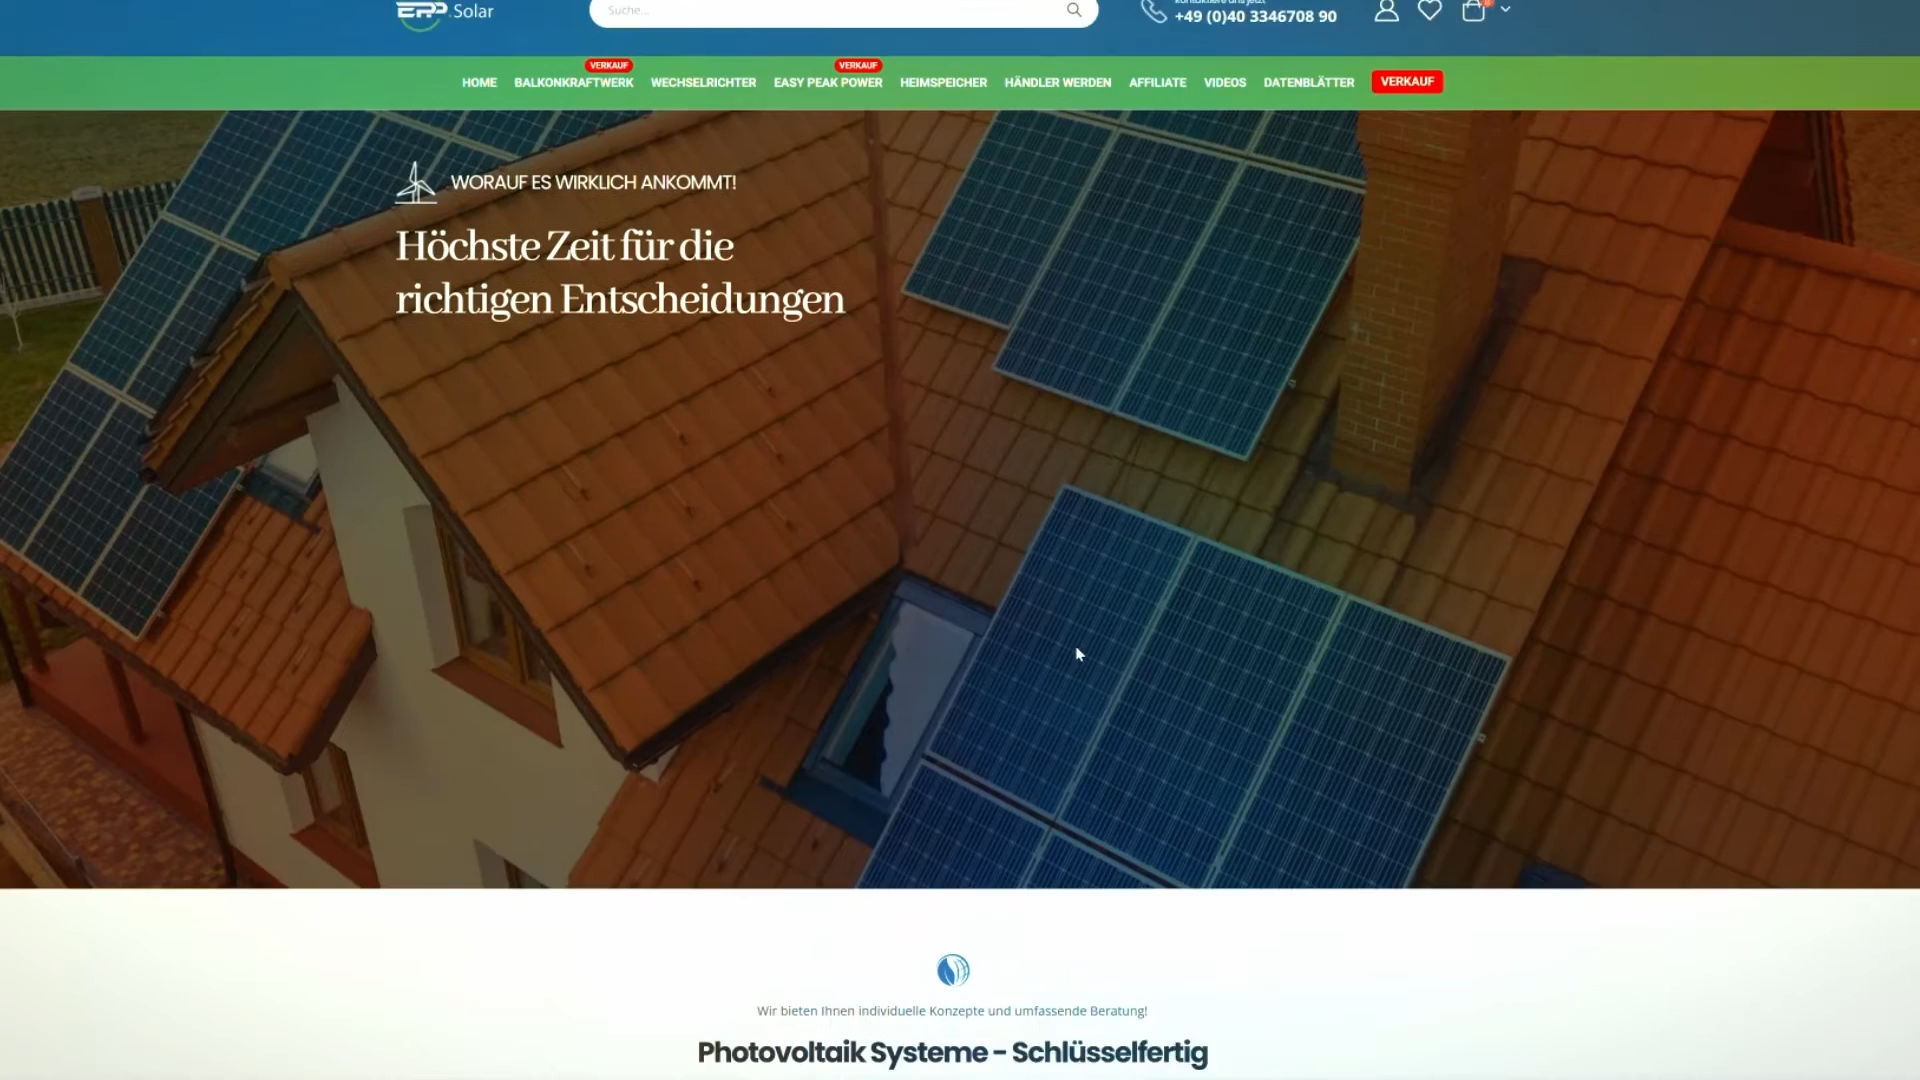 EPP.Solar
Suche...
+49 (0)40 3346708 90
VERKAUF
VERKAUF
HOME
BALKONKRAFTWERK
WECHSELRICHTER
EASY PEAK POWER
HEIMSPEICHER
HÄNDLER WERDEN
AFFILIATE
VIDEOS
DATENBLÄTTER
VERKAUF
WORAUF ES WIRKLICH ANKOMMT!
Höchste Zeit für die
richtigen Entscheidungen
Wir bieten Ihnen individuelle Konzepte und umfassende Beratung!
Photovoltaik Systeme - Schlüsselfertig